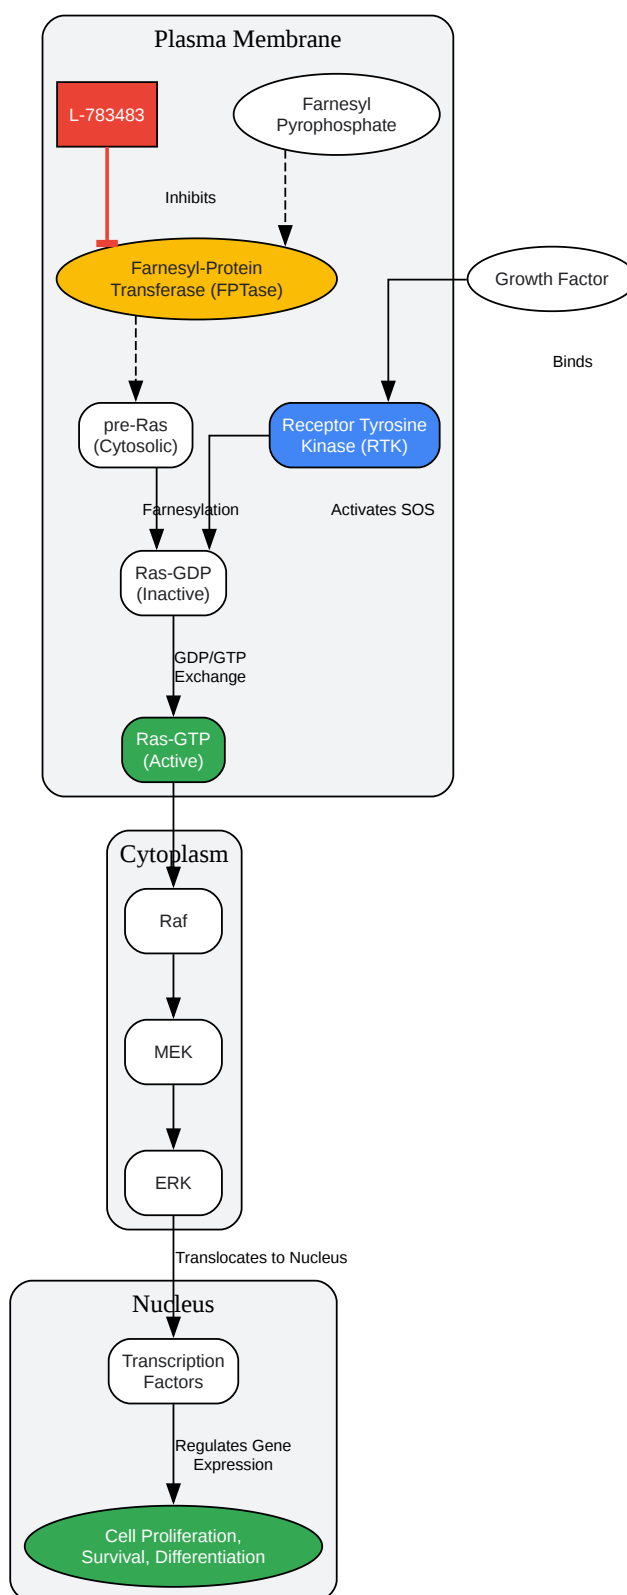 Plasma Membrane
L-783483
Farnesyl
Pyrophosphate
Inhibits
Farnesyl-Protein
Transferase (FPTase)
Growth Factor
Binds
pre-Ras
(Cytosolic)
Receptor Tyrosine
Kinase (RTK)
Farnesylation
Activates SOS
Ras-GDP
(Inactive)
GDP/GTP
Exchange
Ras-GTP
(Active)
Cytoplasm
Raf
MEK
ERK
Translocates to Nucleus
Nucleus
Transcription
Factors
Regulates Gene
Expression
Cell Proliferation,
Survival, Differentiation